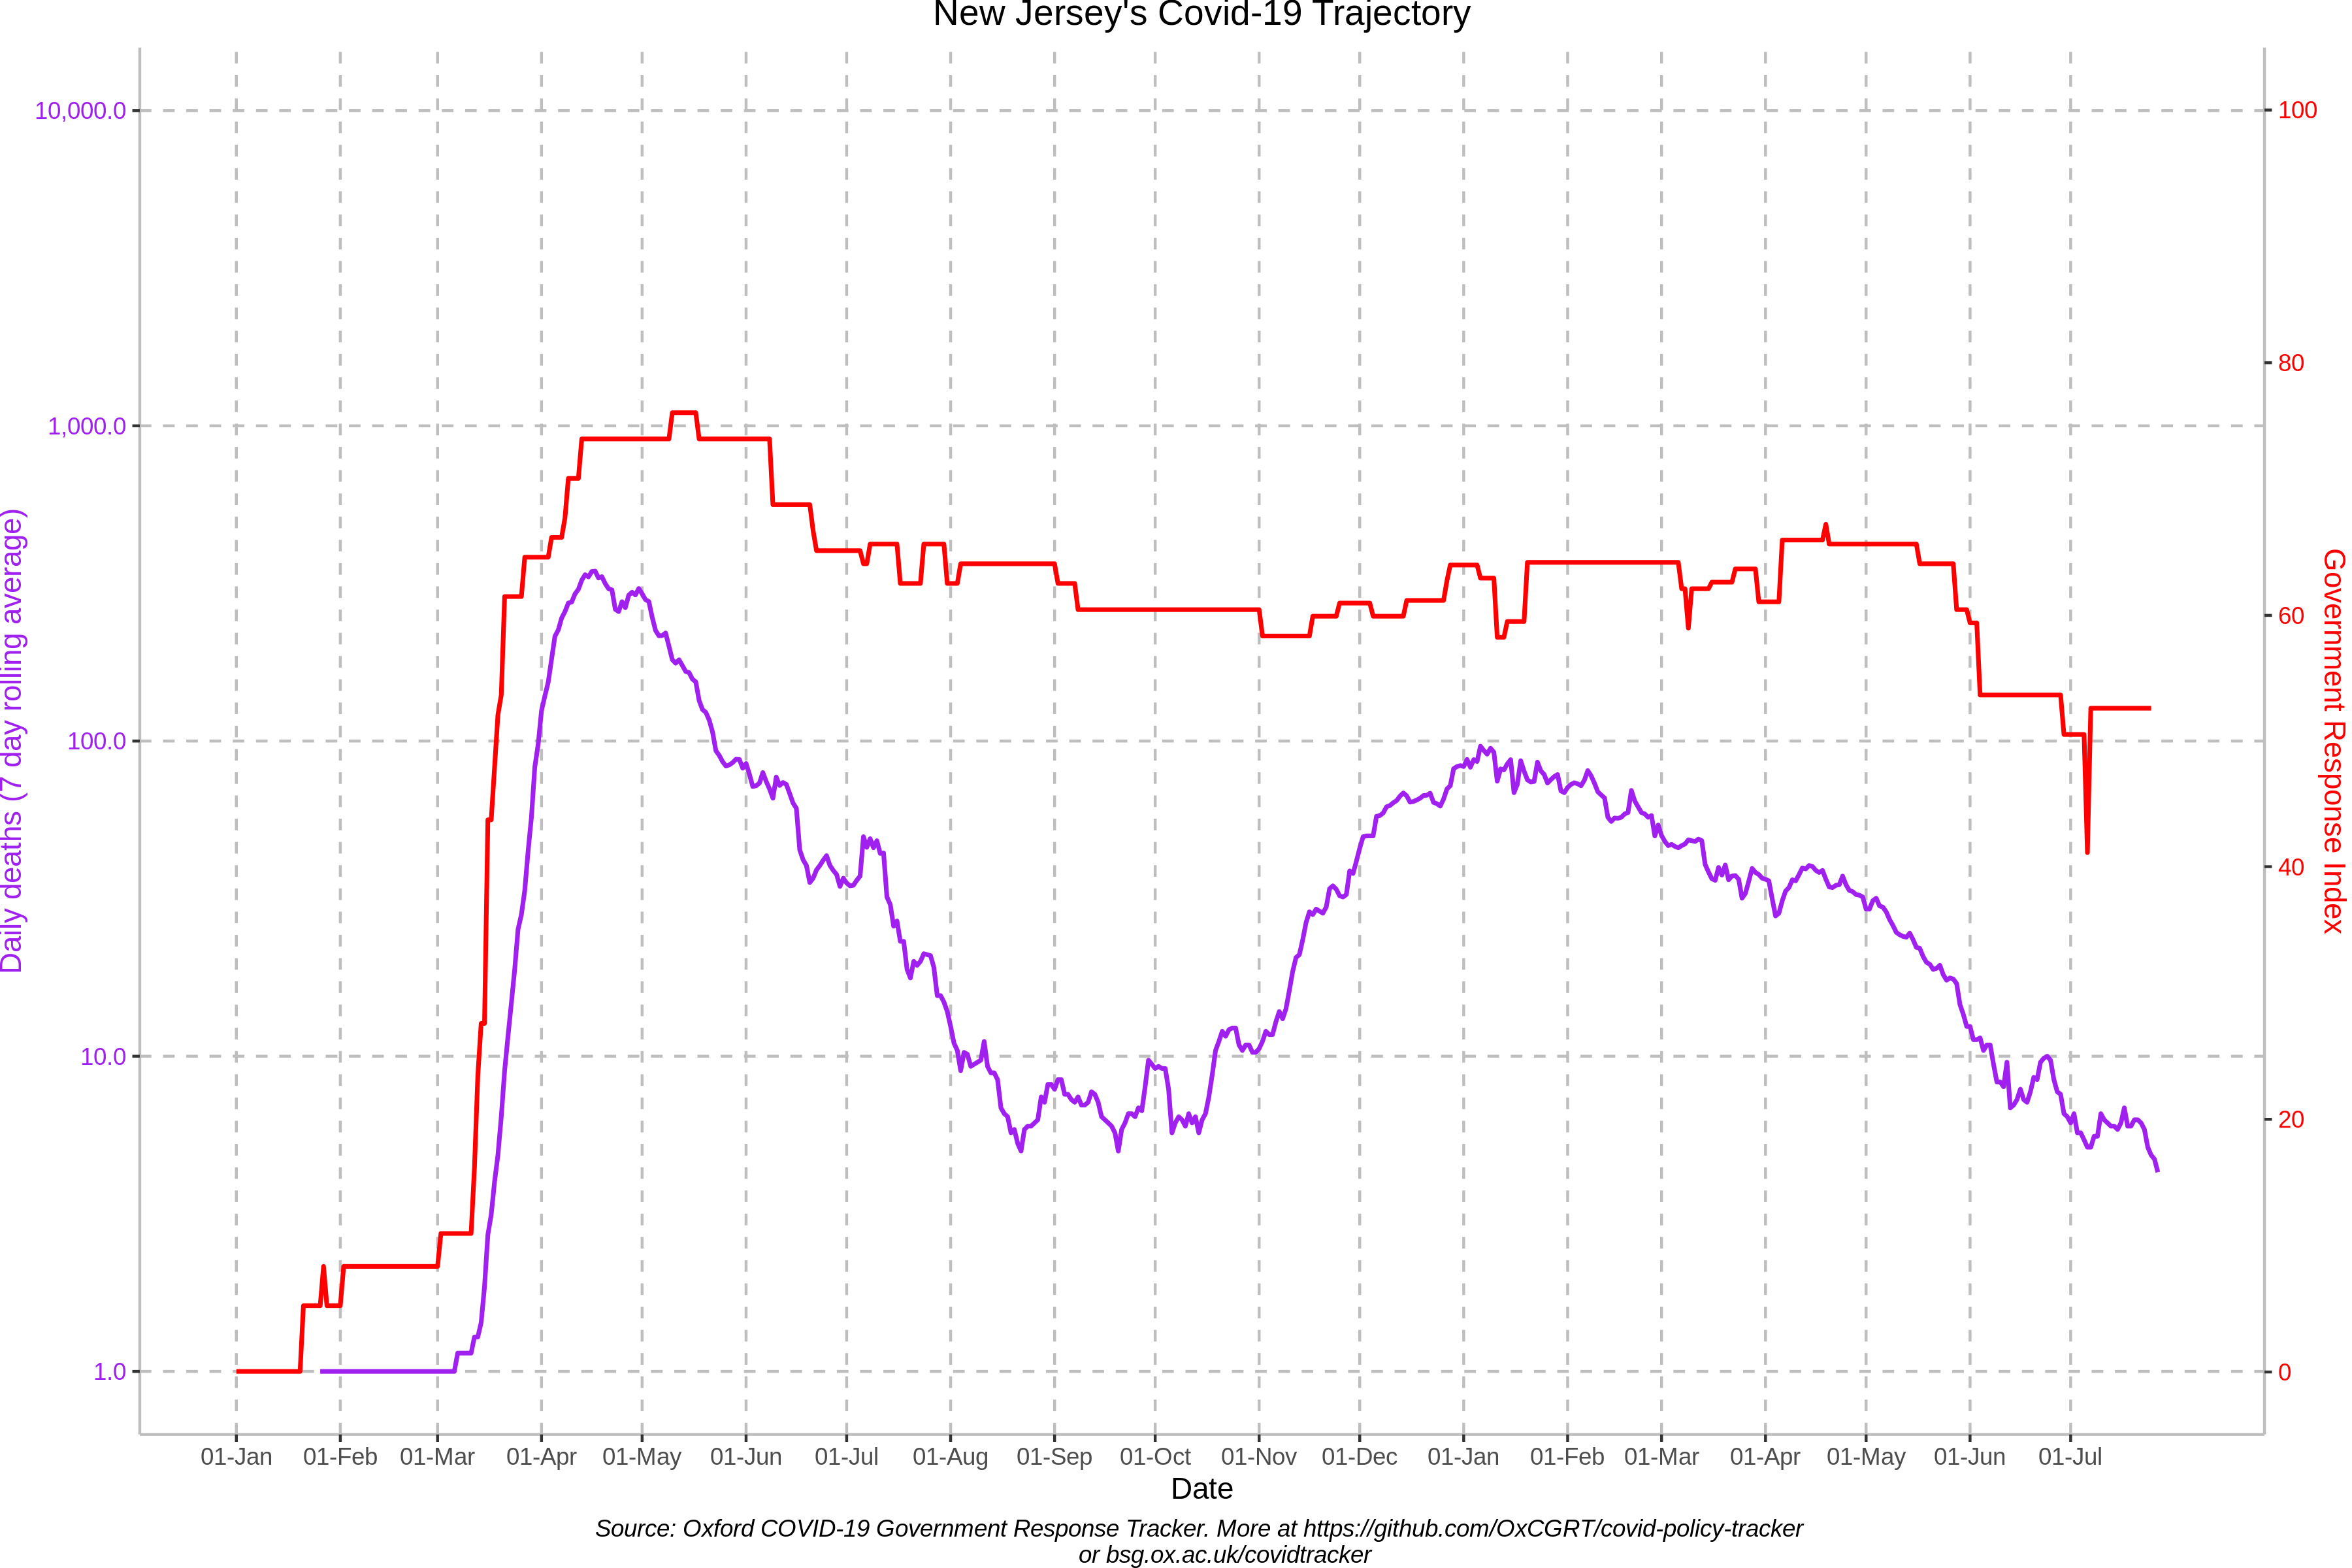 New Jersey's Covid-19 Trajectory
10,000.0
1,000.0
100.0
10.0
1.0
Daily deaths (7 day rolling average)
100
80
60
40
20
0
Government Response Index
01-Jan 01-Feb 01-Mar 01-Apr 01-May 01-Jun 01-Jul 01-Aug 01-Sep 01-Oct 01-Nov 01-Dec 01-Jan 01-Feb 01-Mar 01-Apr 01-May 01-Jun 01-Jul
Date
Source: Oxford COVID-19 Government Response Tracker. More at https://github.com/OxCGRT/covid-policy-tracker
or bsg.ox.ac.uk/covidtracker